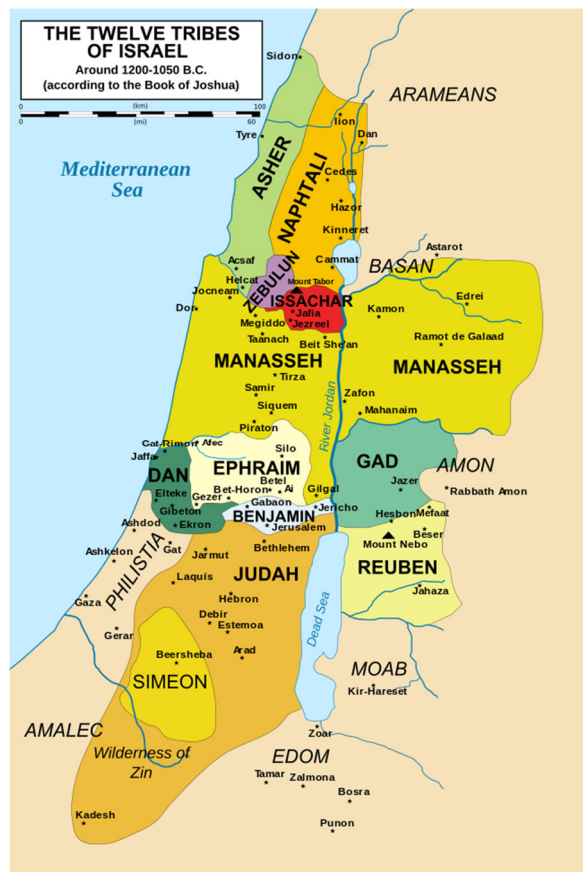 THE TWELVE TRIBES
OF ISRAEL
Around 1200-1050 B.C.
(according to the Book of Joshua)
0 (km) 100
0 (mi) 60
Sidon
ARAMEANS
Ilion
Tyre
Dan
Mediterranean
Sea
ASHER
NAPHTALI
Cedes
Hazor
Kinneret
Astarot
Acsaf
Cammat
BASAN
Helcat
ZEBULUN
Mount Tabor
Jocneam
ISSACHAR
Edrei
Dor
Jafia
Kamon
Megiddo
Jezreel
Taanach
Beit She'an
Ramot de Galaad
MANASSEH
MANASSEH
Tirza
Samir
Zafon
Siquem
Mahanaim
Piraton
River Jordan
Gat-Rimon
Afec
Jaffa
Silo
DAN
EPHRAIM
GAD
AMON
Betel
Jazer
Elteke
Bet-Horon
Ai
Gilgal
Rabbath Amon
Gezer
Gabaón
Gibeton
Jericho
BENJAMIN
Hesbon
Mefaat
Ashdod
Ekron
Jerusalem
Beser
Ashkelon
Gat
Bethlehem
Mount Nebo
Jarmut
PHILISTIA
JUDAH
REUBEN
Laquís
Jahaza
Gaza
Hebron
Debir
Dead Sea
Estemoa
Gerar
Beersheba
Arad
MOAB
SIMEON
Kir-Hareset
AMALEC
Zoar
Wilderness of
Zin
EDOM
Tamar
Zalmona
Bosra
Kadesh
Punon